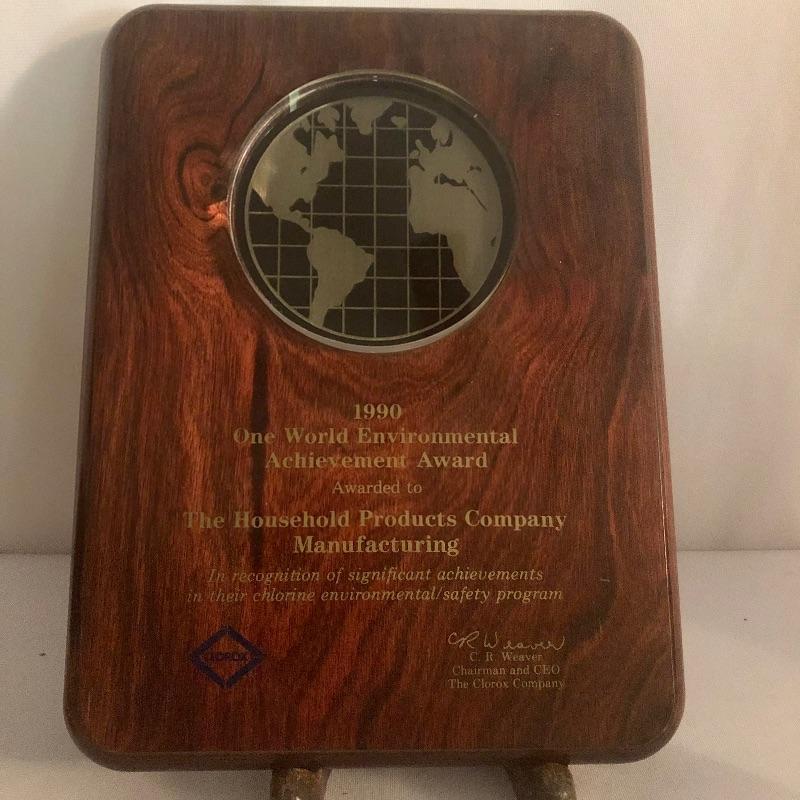 1990
One World Environmental
Achievement Award
Awarded to
The Household Products Company
Manufacturing
In recognition of significant achievements
in their chlorine environmental/safety program
CLOROX
C R Weaver
C. R. Weaver
Chairman and CEO
The Clorox Company